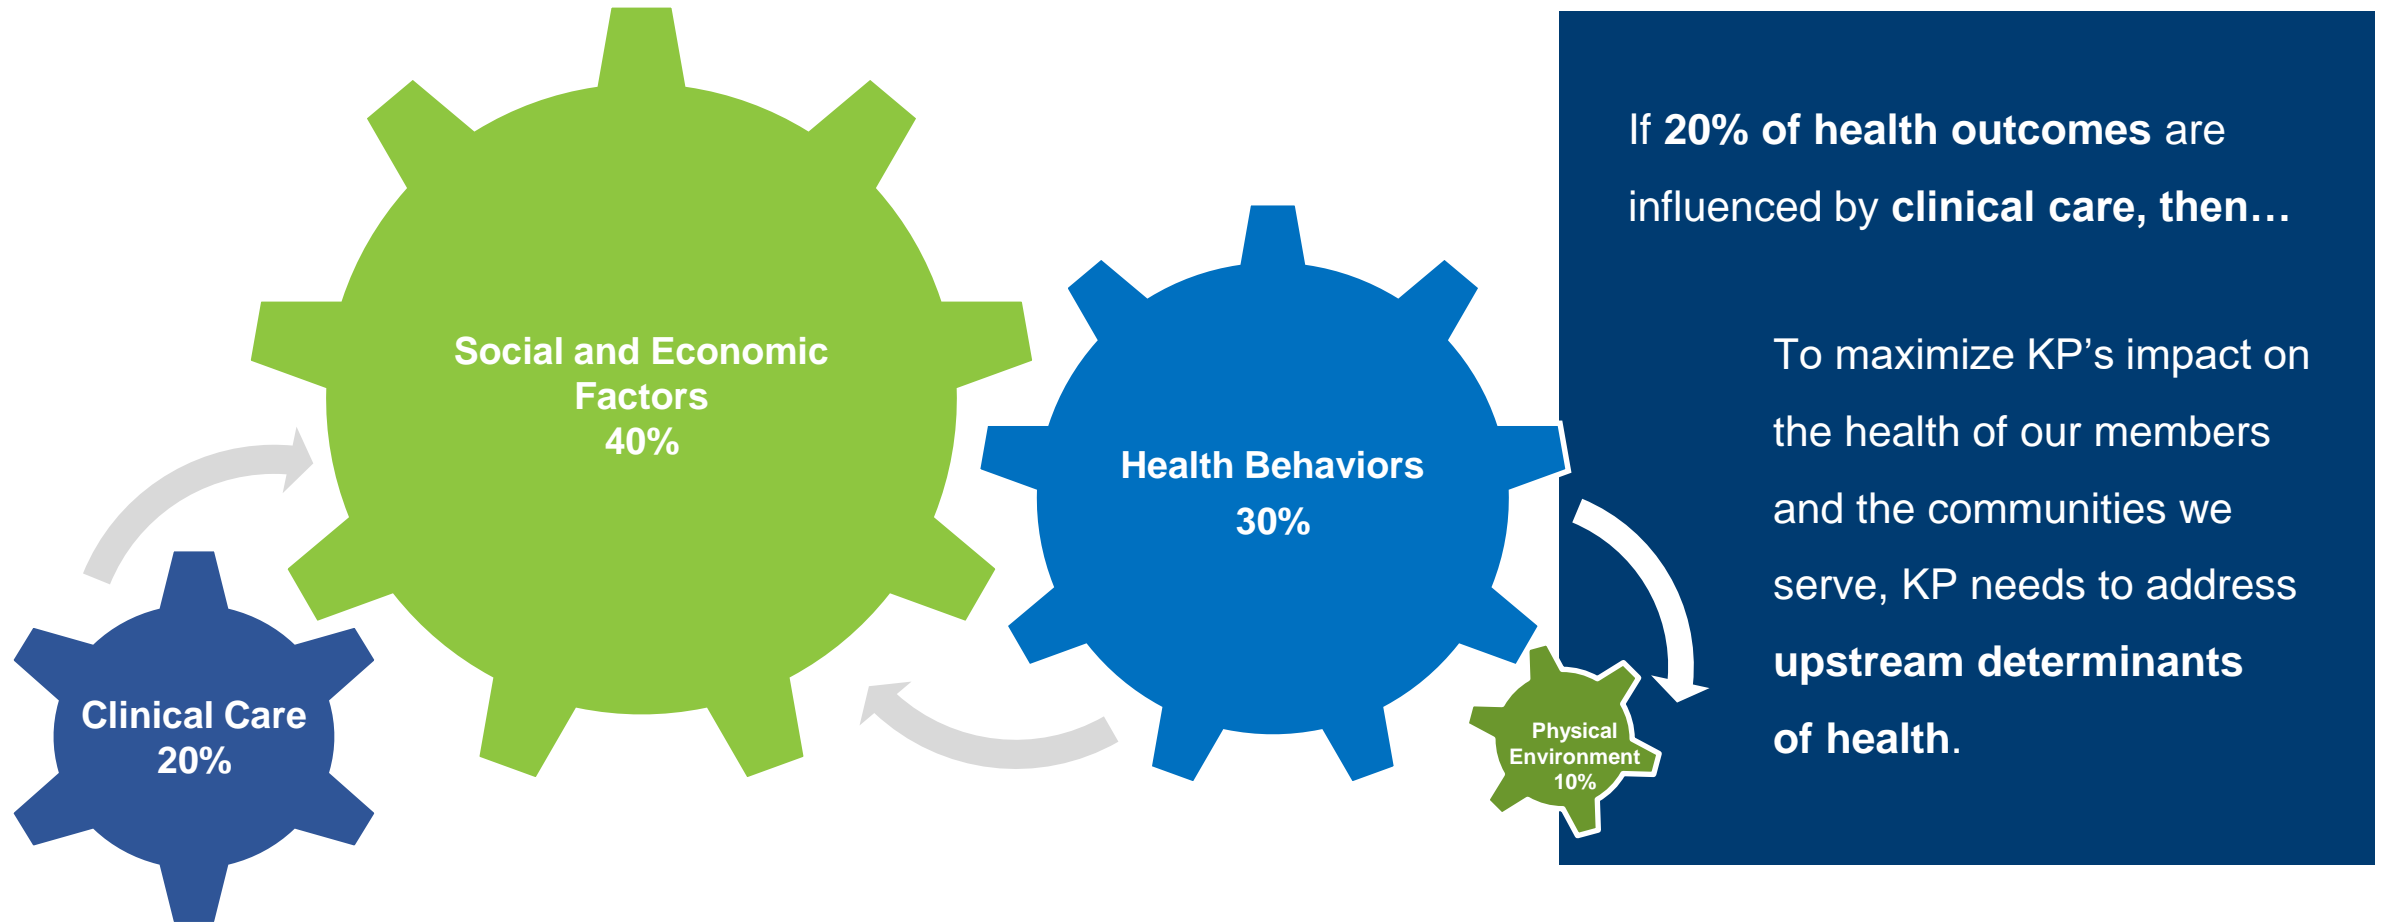 Social and Economic
Factors
40%
Health Behaviors
30%
Clinical Care
20%
Physical
Environment
10%
If 20% of health outcomes are
influenced by clinical care, then…
To maximize KP’s impact on
the health of our members
and the communities we
serve, KP needs to address
upstream determinants
of health.